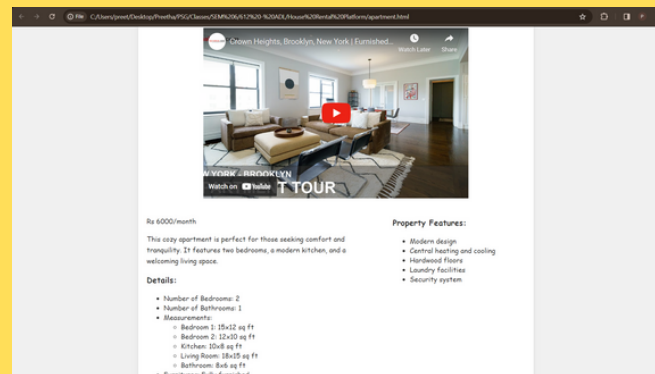 File C:/Users/preet/Desktop/Preetha/PSG/Classes/SEM%206/%12%20-%20ADL/House%20Rental%20Platform/apartment.html
Crown Heights, Brooklyn, New York | Furnished...
Watch Later
Share
W YORK - BROOKLYN
T TOUR
Watch on YouTube
Rs 6000/month
This cozy apartment is perfect for those seeking comfort and
tranquility. It features two bedrooms, a modern kitchen, and a
welcoming living space.
Details:
Number of Bedrooms: 2
Number of Bathrooms: 1
Measurements:
Bedroom 1: 15x12 sq ft
Bedroom 2: 12x10 sq ft
Kitchen: 10x8 sq ft
Living Room: 18x15 sq ft
Bathroom: 8x6 sq ft
Property Features:
Modern design
Central heating and cooling
Hardwood floors
Laundry facilities
Security system